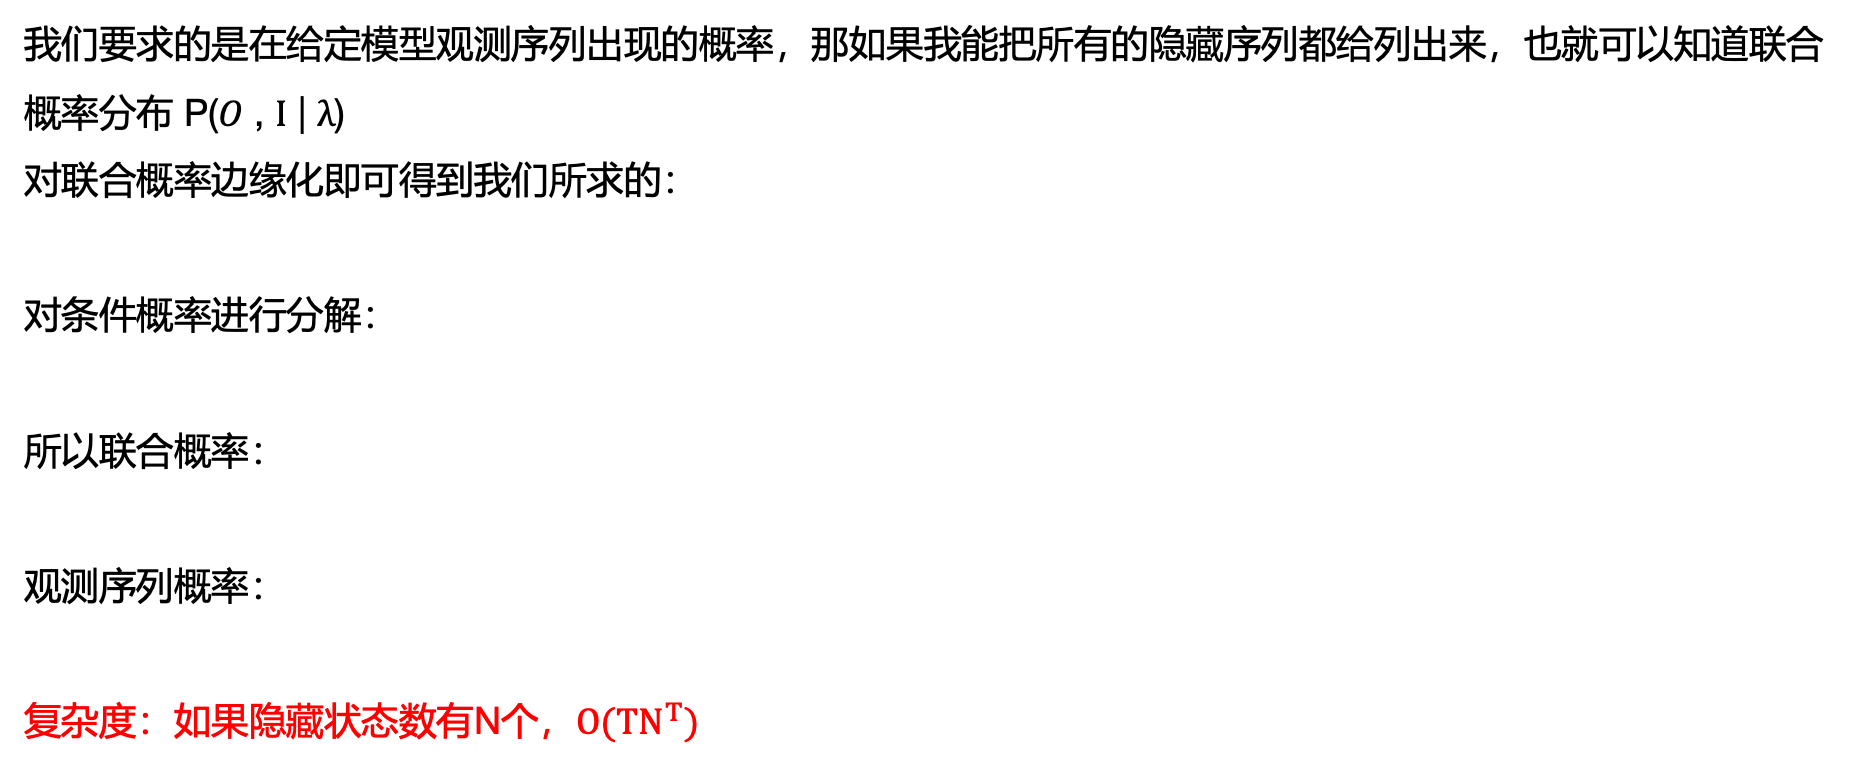 我们要求的是在给定模型观测序列出现的概率，那如果我能把所有的隐藏序列都给列出来，也就可以知道联合
概率分布 P(𝑂 , I | λ)
对联合概率边缘化即可得到我们所求的：
对条件概率进行分解：
所以联合概率：
观测序列概率：
复杂度：如果隐藏状态数有N个，O(TNᵀ)